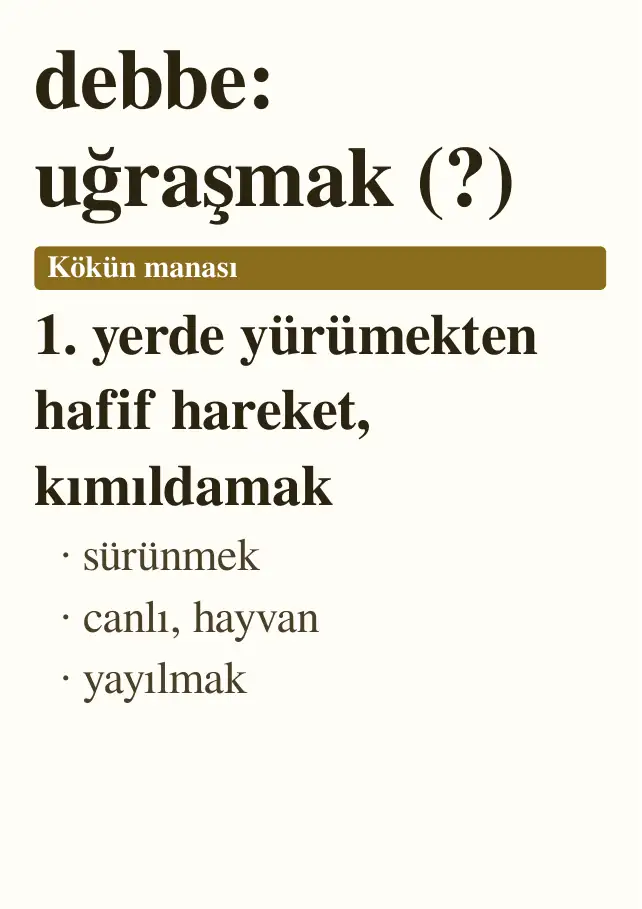 debbe:
uğraşmak (?)
Kökün manası
1. yerde yürümekten
hafif hareket,
kımıldamak
· sürünmek
· canlı, hayvan
· yayılmak